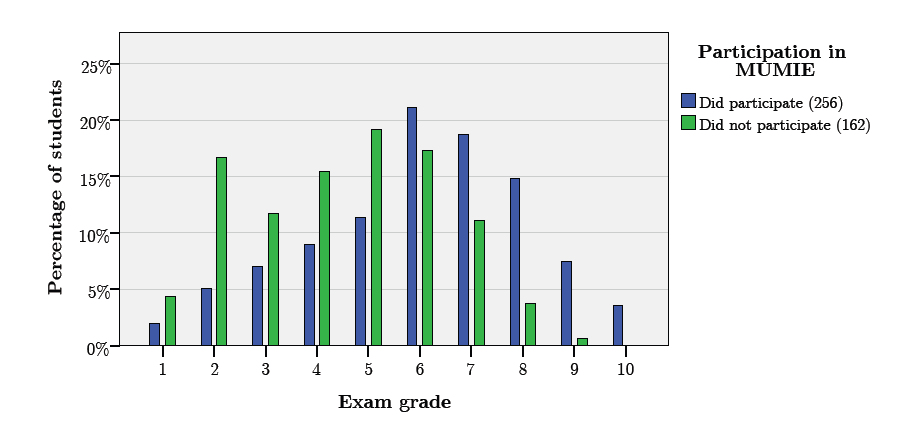 Participation in
MUMIE
Did participate (256)
Did not participate (162)
Percentage of students
25%
20%
15%
10%
5%
0%
1 2 3 4 5 6 7 8 9 10
Exam grade